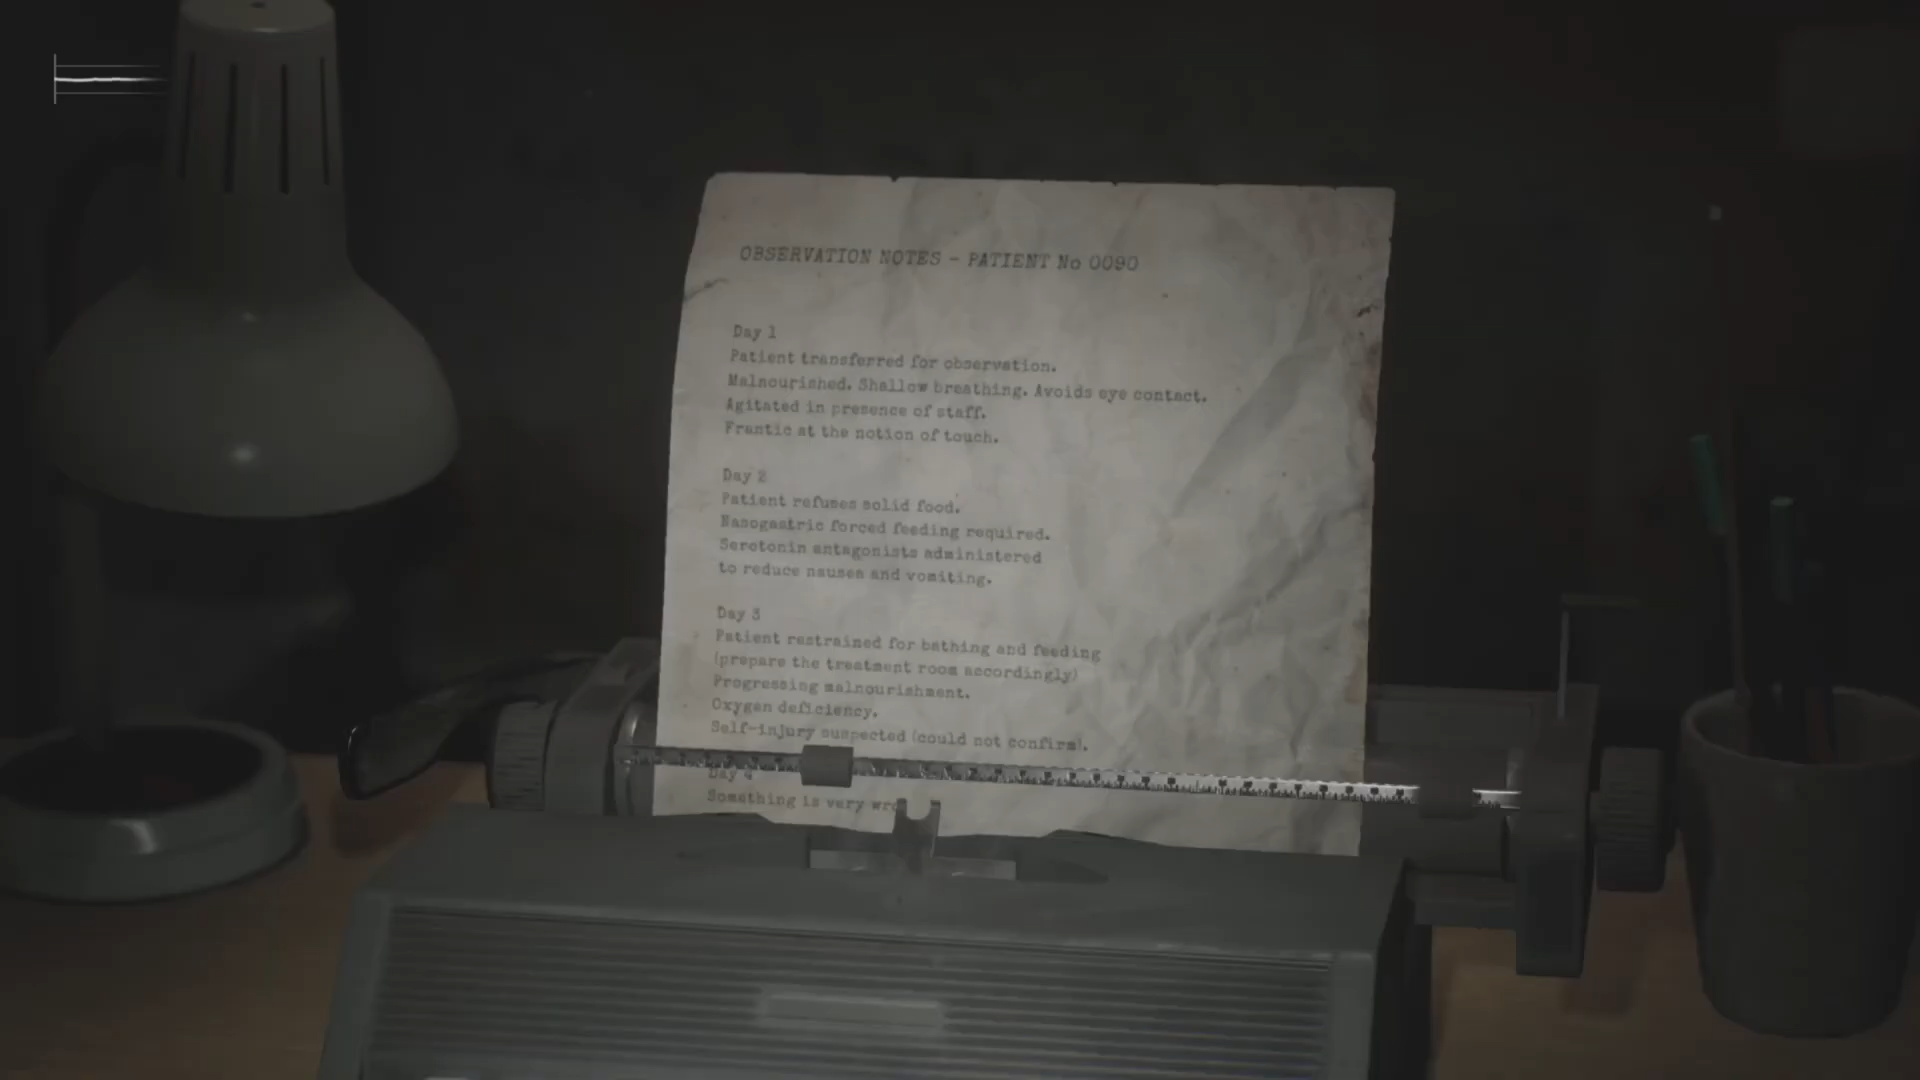 OBSERVATION NOTES - PATIENT No 0090
Day 1
Patient transferred for observation.
Malnourished. Shallow breathing. Avoids eye contact.
Agitated in presence of staff.
Frantic at the notion of touch.
Day 2
Patient refuses solid food.
Nasogastric forced feeding required.
Serotonin antagonists administered
to reduce nausea and vomiting.
Day 3
Patient restrained for bathing and feeding
(prepare the treatment room accordingly)
Progressing malnourishment.
Oxygen deficiency.
Self-injury suspected (could not confirm).
Day 4
Something is very wro